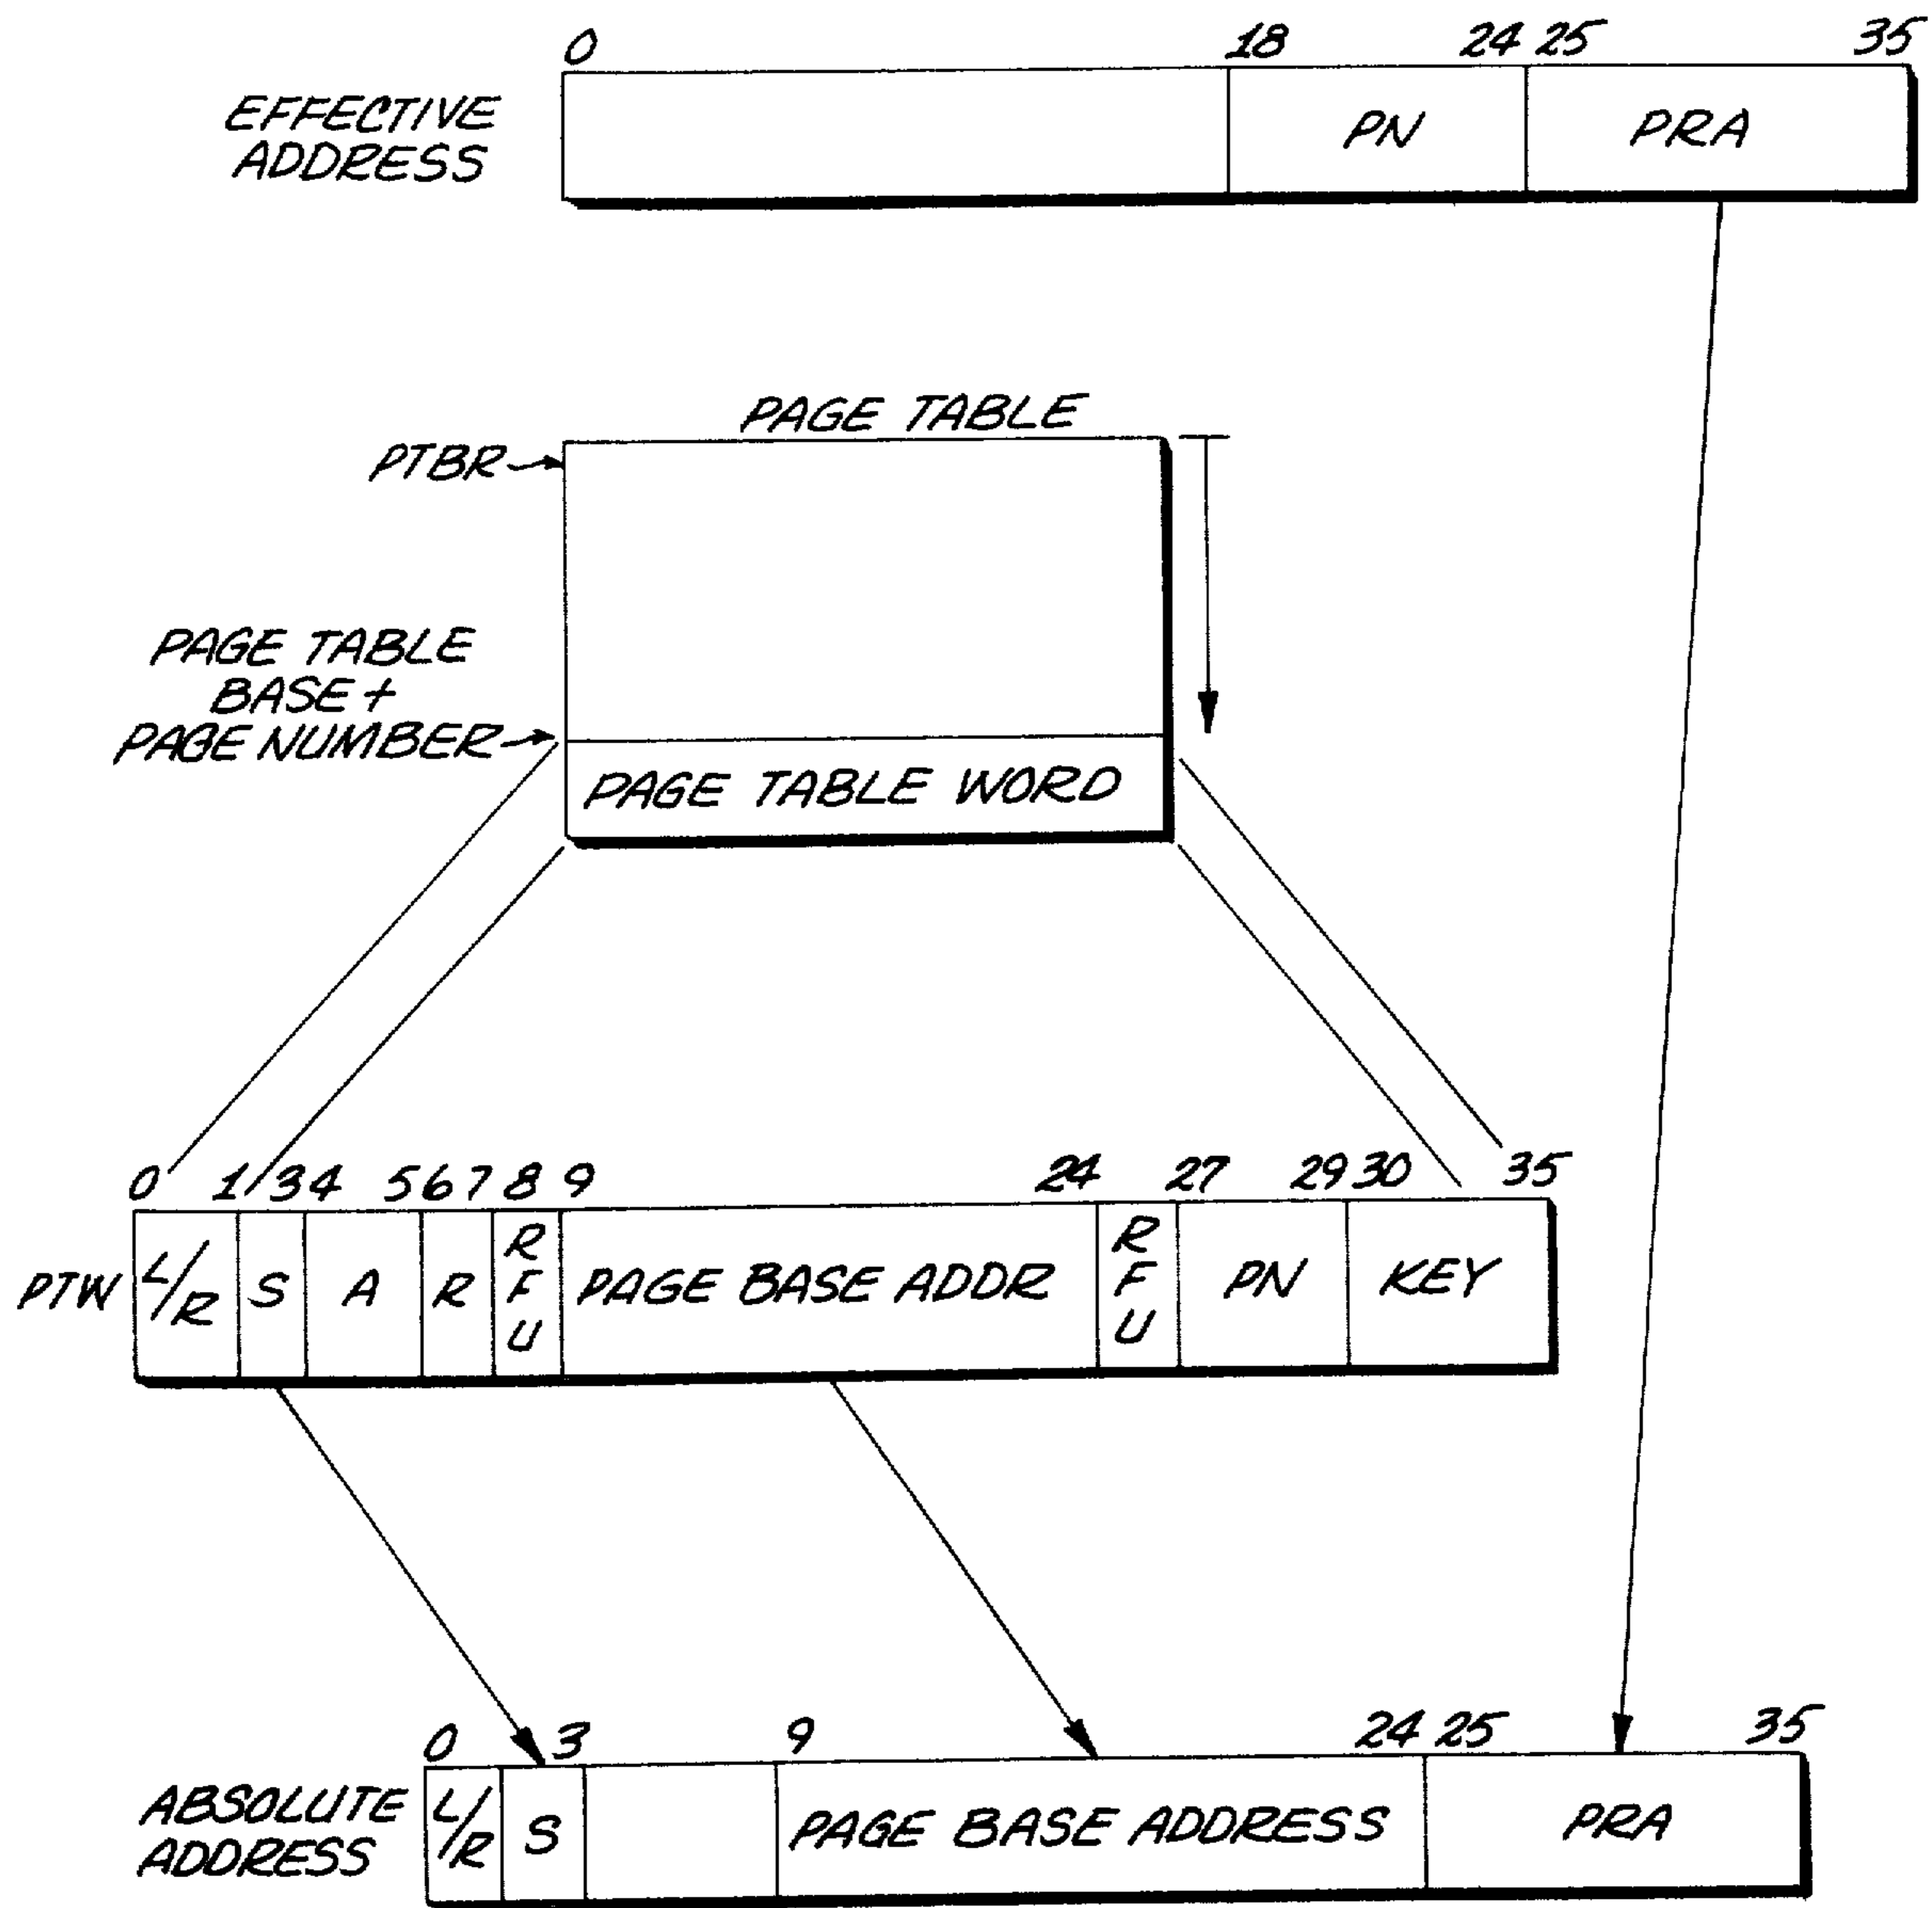 0 18 24 25 35
EFFECTIVE
ADDRESS
PN PRA
PAGE TABLE
PTBR
PAGE TABLE
BASE +
PAGE NUMBER
PAGE TABLE WORD
0 1 3 4 5 6 7 8 9 24 27 29 30 35
PTW L/R S A R RFU PAGE BASE ADDR RFU PN KEY
0 3 9 24 25 35
ABSOLUTE
ADDRESS
L/R S PAGE BASE ADDRESS PRA